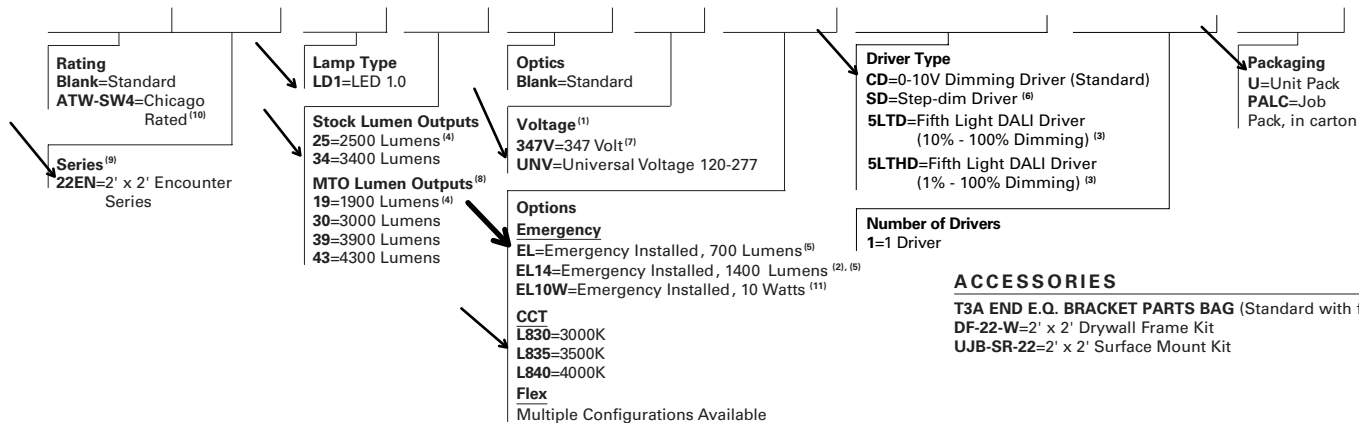 Rating
Blank=Standard
ATW-SW4=Chicago
Rated (10)
Series (9)
22EN=2' x 2' Encounter
Series
Lamp Type
LD1=LED 1.0
Stock Lumen Outputs
25=2500 Lumens (4)
34=3400 Lumens
MTO Lumen Outputs (8)
19=1900 Lumens (4)
30=3000 Lumens
39=3900 Lumens
43=4300 Lumens
Optics
Blank=Standard
Voltage (1)
347V=347 Volt (7)
UNV=Universal Voltage 120-277
Options
Emergency
EL=Emergency Installed, 700 Lumens (5)
EL14=Emergency Installed, 1400 Lumens (2), (5)
EL10W=Emergency Installed, 10 Watts (11)
CCT
L830=3000K
L835=3500K
L840=4000K
Flex
Multiple Configurations Available
Driver Type
CD=0-10V Dimming Driver (Standard)
SD=Step-dim Driver (6)
5LTD=Fifth Light DALI Driver
(10% - 100% Dimming) (3)
5LTHD=Fifth Light DALI Driver
(1% - 100% Dimming) (3)
Number of Drivers
1=1 Driver
Packaging
U=Unit Pack
PALC=Job
Pack, in carton
ACCESSORIES
T3A END E.Q. BRACKET PARTS BAG (Standard with
DF-22-W=2' x 2' Drywall Frame Kit
UJB-SR-22=2' x 2' Surface Mount Kit